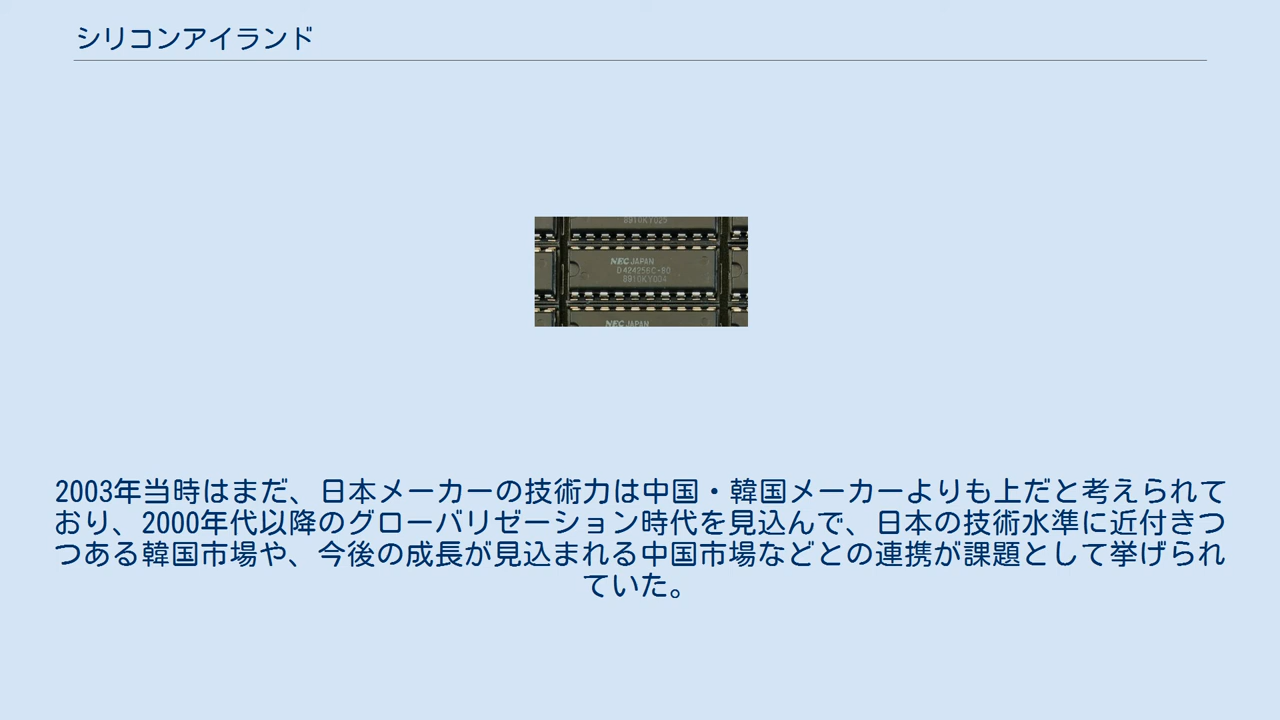 シリコンアイランド
8910KY025
NEC JAPAN
D424256C-80
8910KY004
NEC JAPAN
2003年当時はまだ、日本メーカーの技術力は中国・韓国メーカーよりも上だと考えられて
おり、2000年代以降のグローバリゼーション時代を見込んで、日本の技術水準に近付きつ
つある韓国市場や、今後の成長が見込まれる中国市場などとの連携が課題として挙げられ
ていた。